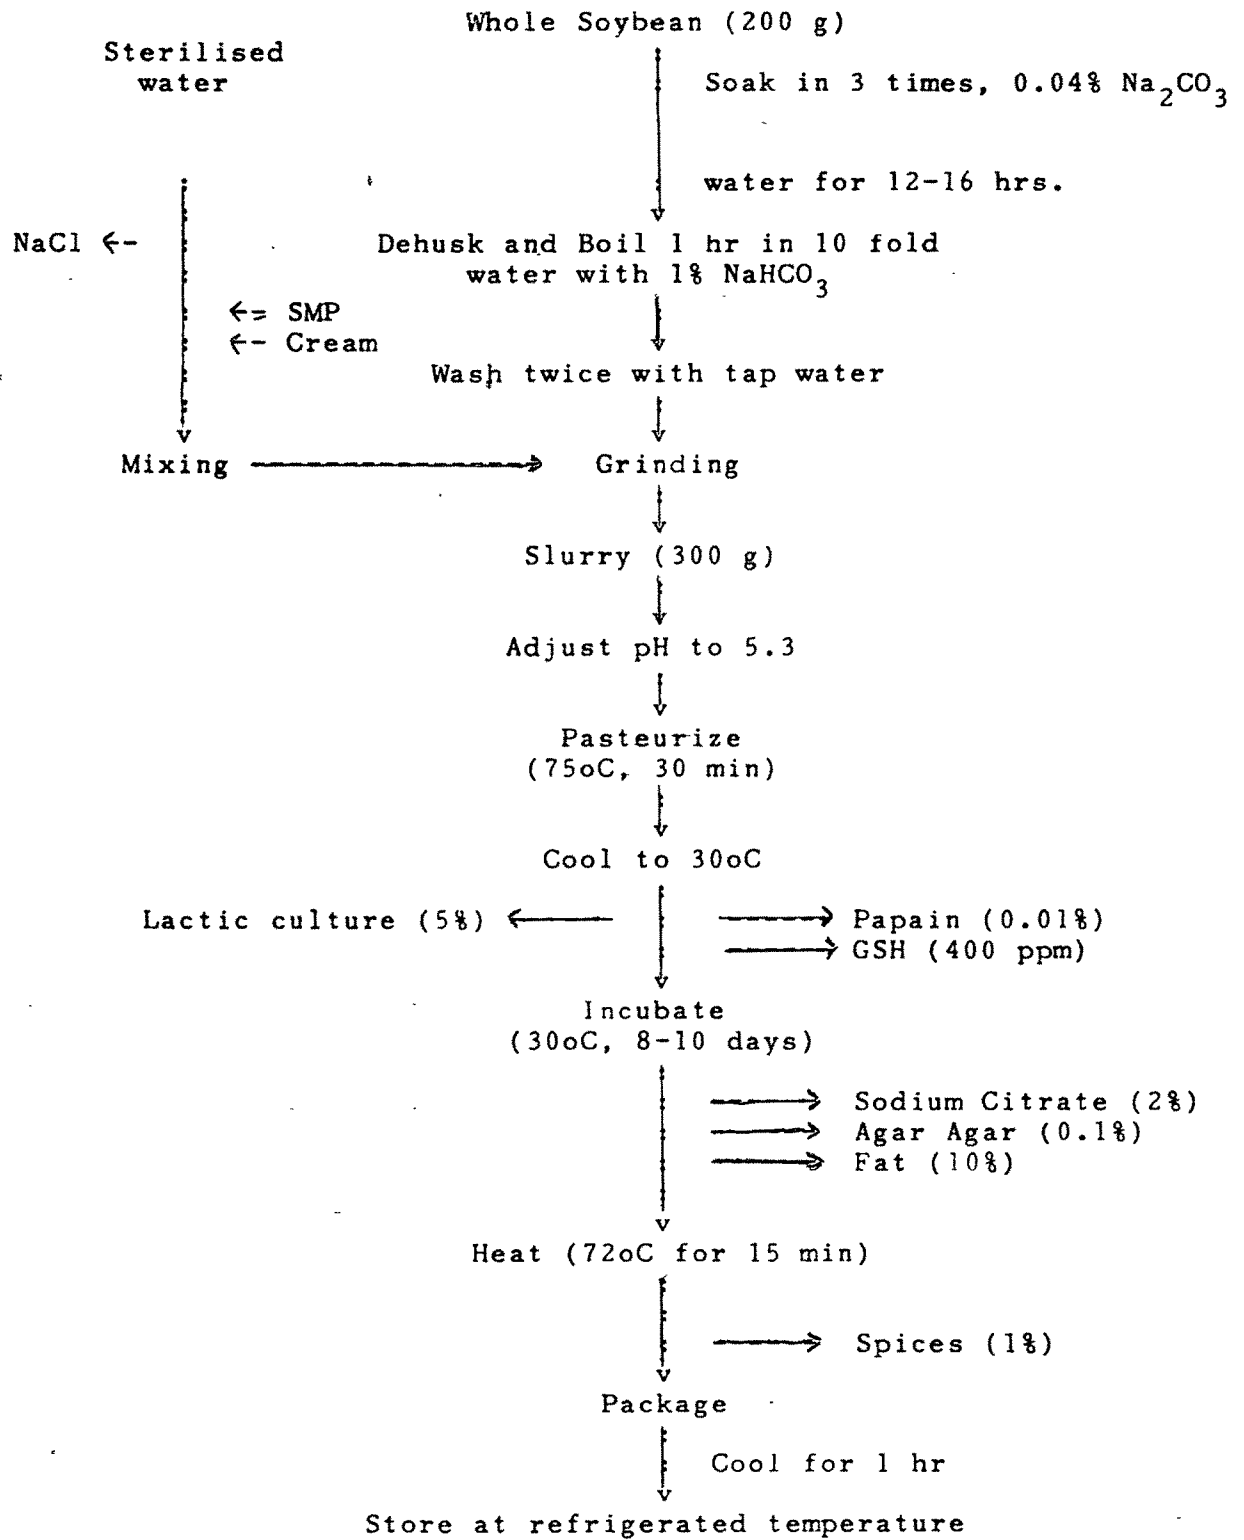 Whole Soybean (200 g)
Sterilised
water
Soak in 3 times, 0.04% Na₂CO₃
water for 12-16 hrs.
NaCl ←-
Dehusk and Boil 1 hr in 10 fold
water with 1% NaHCO₃
←= SMP
←- Cream
Wash twice with tap water
Mixing → Grinding
Slurry (300 g)
Adjust pH to 5.3
Pasteurize
(75oC, 30 min)
Cool to 30oC
Lactic culture (5%) ← → Papain (0.01%)
→ GSH (400 ppm)
Incubate
(30oC, 8-10 days)
→ Sodium Citrate (2%)
→ Agar Agar (0.1%)
→ Fat (10%)
Heat (72oC for 15 min)
→ Spices (1%)
Package
Cool for 1 hr
Store at refrigerated temperature